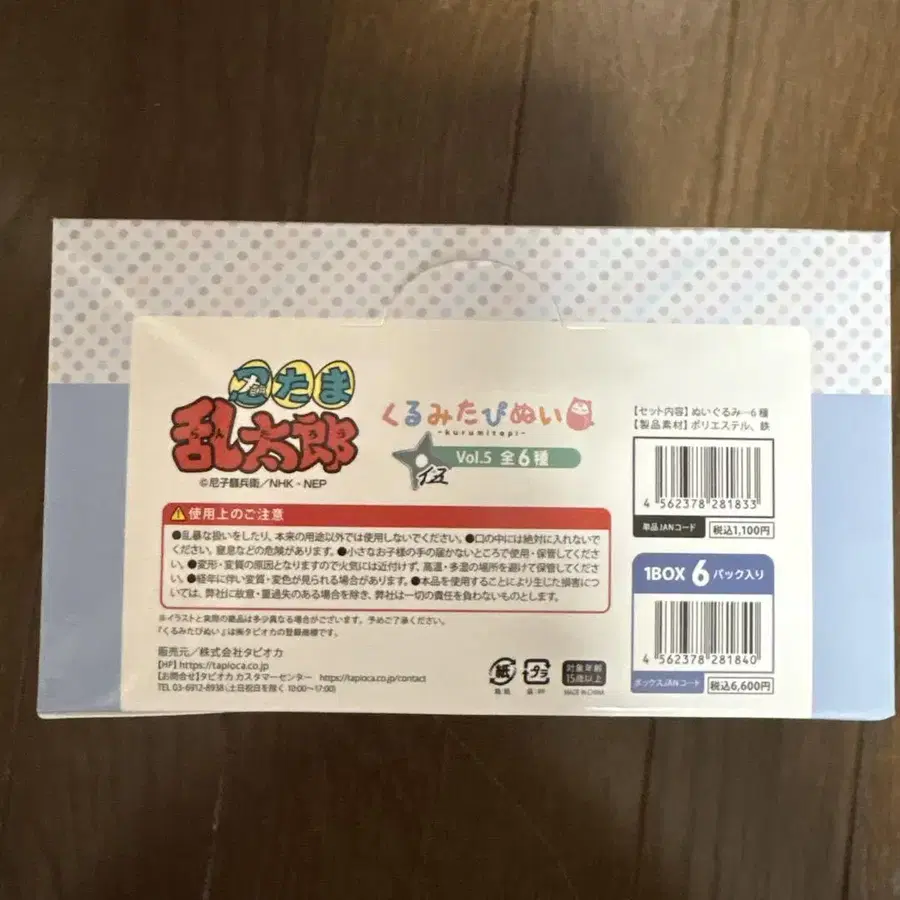 忍たま
乱太郎
©尼子騒兵衛／NHK・NEP
くるみたぴぬい
-kurumitapi-
伍
Vol.5 全6種
【セット内容】ぬいぐるみ…6種
【製品素材】ポリエステル、鉄
4 562378 281833
単品JANコード 税込1,100円
1BOX 6 パック入り
4 562378 281840
ボックスJANコード 税込6,600円
使用上のご注意
●乱暴な扱いをしたり、本来の用途以外では使用しないでください。●口の中には絶対に入れないで
ください。窒息などの危険があります。●小さなお子様の手の届かないところで使用・保管してくださ
い。●変形・変質の原因となりますので火気には近付けず、高温・多湿の場所を避けて保管してくださ
い。●経年に伴い変質・変色が見られる場合があります。●本品を使用することにより生じた損害につい
ては、弊社に故意・重過失のある場合を除き、弊社は一切の責任を負わないものとします。
※イラストと実際の商品は多少異なる場合がございます。予めご了承ください。
『くるみたぴぬい』は㈱タピオカの登録商標です。
販売元／株式会社タピオカ
【HP】https://tapioca.co.jp
【お問合せ】タピオカ カスタマーセンター https://tapioca.co.jp/contact
TEL 03-6912-8938（土日祝日を除く 10:00〜17:00）
紙
プラ
対象年齢
15歳以上
MADE IN CHINA